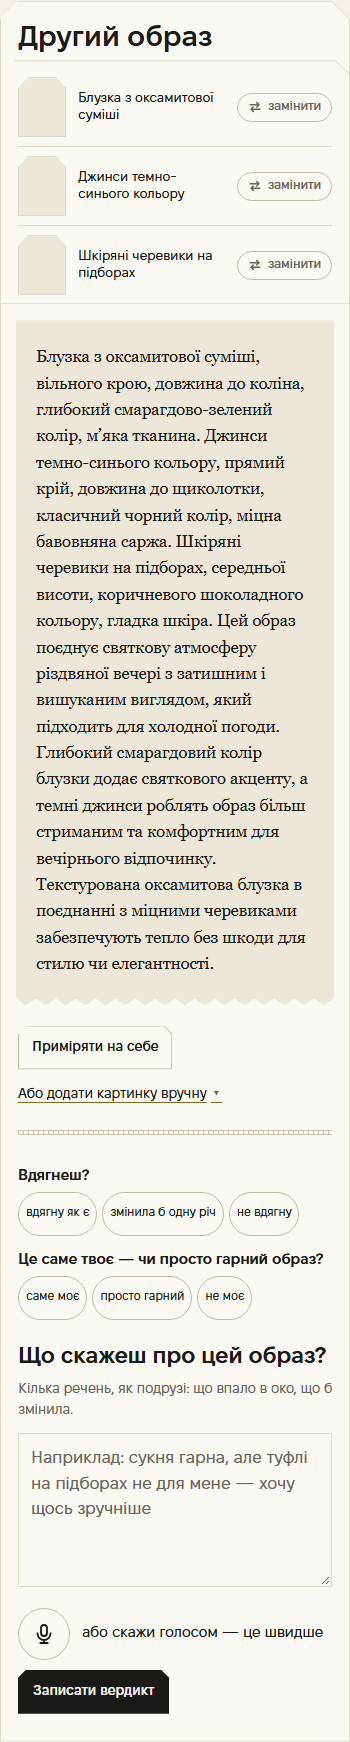 Другий образ
Блузка з оксамитової
суміші
замінити
Джинси темно-
синього кольору
замінити
Шкіряні черевики на
підборах
замінити
Блузка з оксамитової суміші,
вільного крою, довжина до коліна,
глибокий смарагдово-зелений
колір, м’яка тканина. Джинси
темно-синього кольору, прямий
крій, довжина до щиколотки,
класичний чорний колір, міцна
бавовняна саржа. Шкіряні
черевики на підборах, середньої
висоти, коричневого шоколадного
кольору, гладка шкіра. Цей образ
поєднує святкову атмосферу
різдвяної вечері з затишним і
вишуканим виглядом, який
підходить для холодної погоди.
Глибокий смарагдовий колір
блузки додає святкового акценту, а
темні джинси роблять образ більш
стриманим та комфортним для
вечірнього відпочинку.
Текстурована оксамитова блузка в
поєднанні з міцними черевиками
забезпечують тепло без шкоди для
стилю чи елегантності.
Приміряти на себе
Або додати картинку вручну
Вдягнеш?
вдягну як є
змінила б одну річ
не вдягну
Це саме твоє — чи просто гарний образ?
саме моє
просто гарний
не моє
Що скажеш про цей образ?
Кілька речень, як подрузі: що впало в око, що б
змінила.
Наприклад: сукня гарна, але туфлі
на підборах не для мене — хочу
щось зручніше
або скажи голосом — це швидше
Записати вердикт